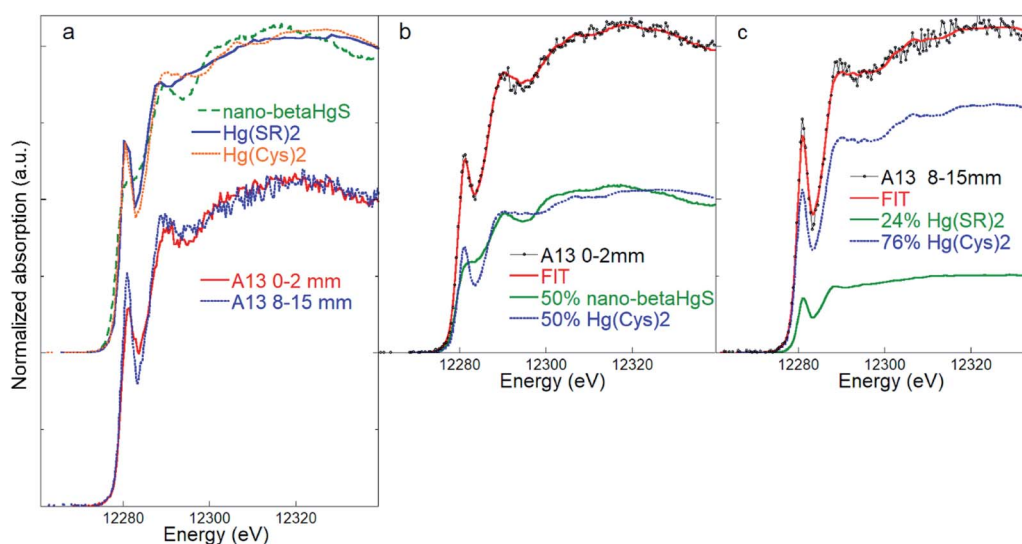 a
nano-betaHgS
Hg(SR)2
Hg(Cys)2
A13 0-2 mm
A13 8-15 mm
Normalized absorption (a.u.)
12280
12300
12320
Energy (eV)
b
A13 0-2mm
FIT
50% nano-betaHgS
50% Hg(Cys)2
12280
12300
12320
Energy (eV)
c
A13 8-15mm
FIT
24% Hg(SR)2
76% Hg(Cys)2
12280
12300
12320
Energy (eV)